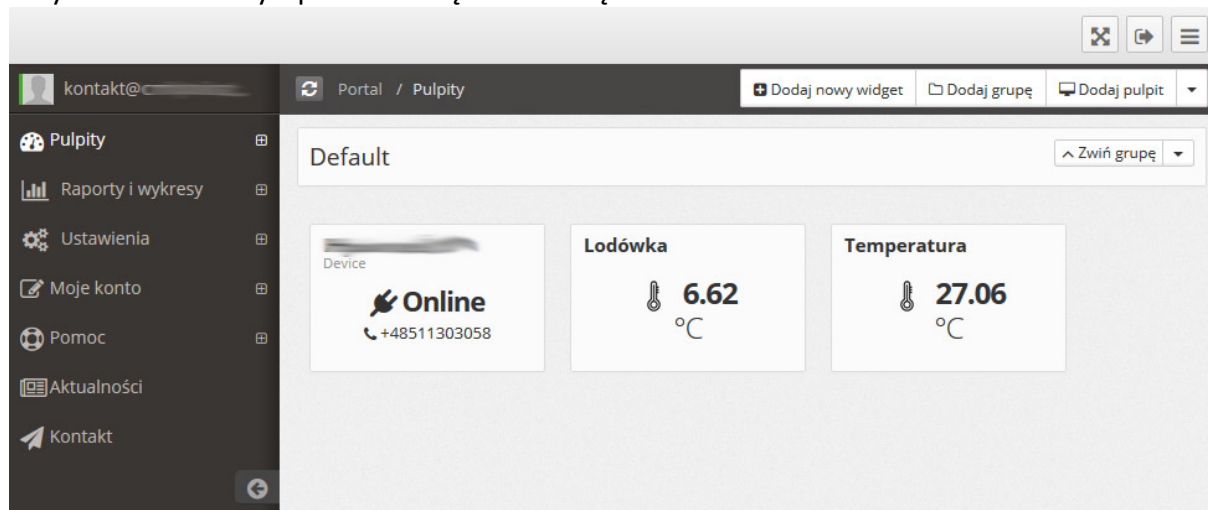 kontakt@
Portal / Pulpity
Dodaj nowy widget
Dodaj grupę
Dodaj pulpit
Pulpity
Raporty i wykresy
Ustawienia
Moje konto
Pomoc
Aktualności
Kontakt
Default
Zwiń grupę
Device
Online
+48511303058
Lodówka
6.62
°C
Temperatura
27.06
°C